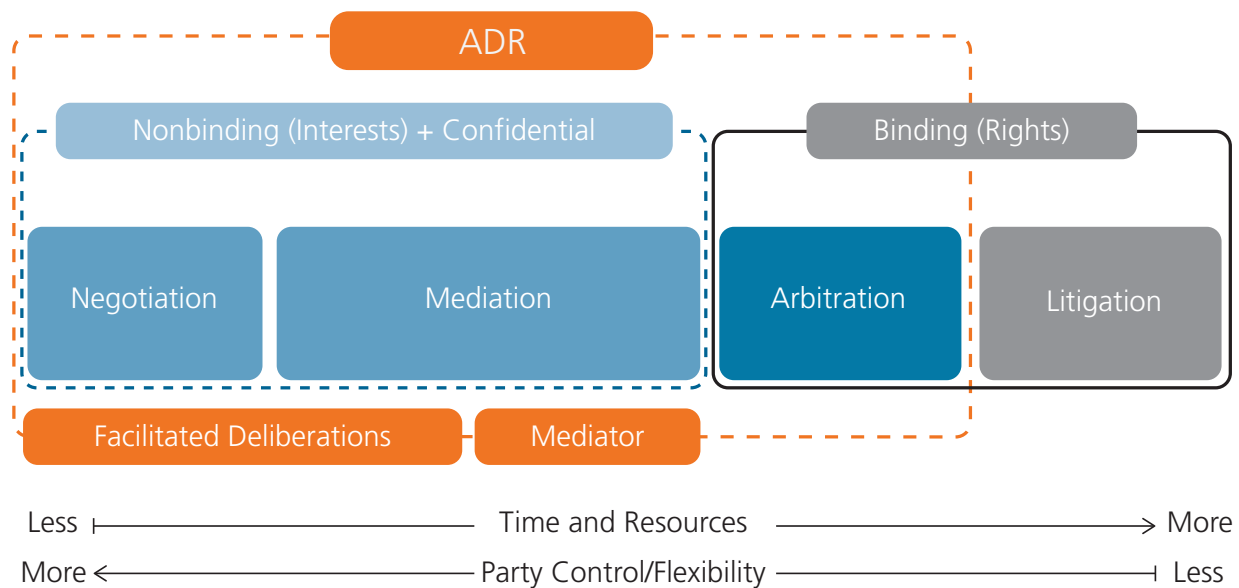 ADR
Nonbinding (Interests) + Confidential
Binding (Rights)
Negotiation
Mediation
Arbitration
Litigation
Facilitated Deliberations
Mediator
Less Time and Resources More
More Party Control/Flexibility Less